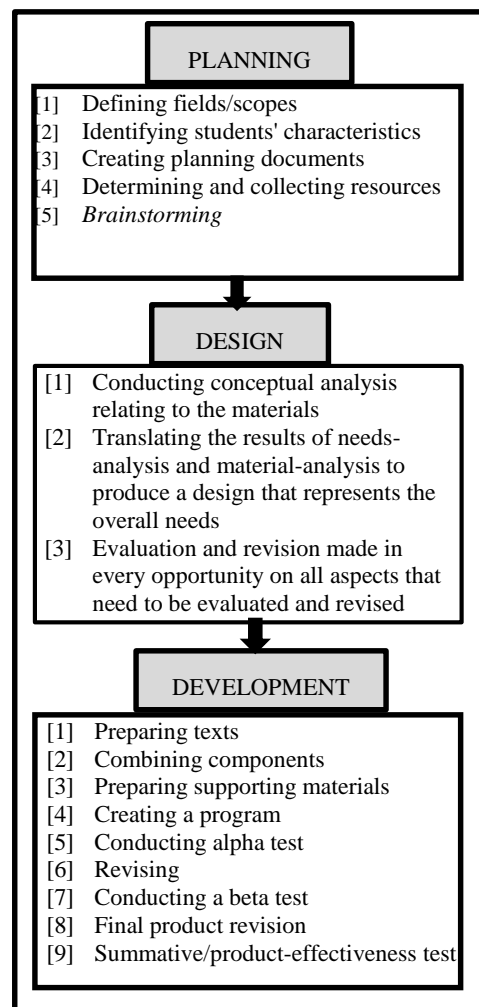 PLANNING
[1] Defining fields/scopes
[2] Identifying students' characteristics
[3] Creating planning documents
[4] Determining and collecting resources
[5] Brainstorming
DESIGN
[1] Conducting conceptual analysis
relating to the materials
[2] Translating the results of needs-
analysis and material-analysis to
produce a design that represents the
overall needs
[3] Evaluation and revision made in
every opportunity on all aspects that
need to be evaluated and revised
DEVELOPMENT
[1] Preparing texts
[2] Combining components
[3] Preparing supporting materials
[4] Creating a program
[5] Conducting alpha test
[6] Revising
[7] Conducting a beta test
[8] Final product revision
[9] Summative/product-effectiveness test